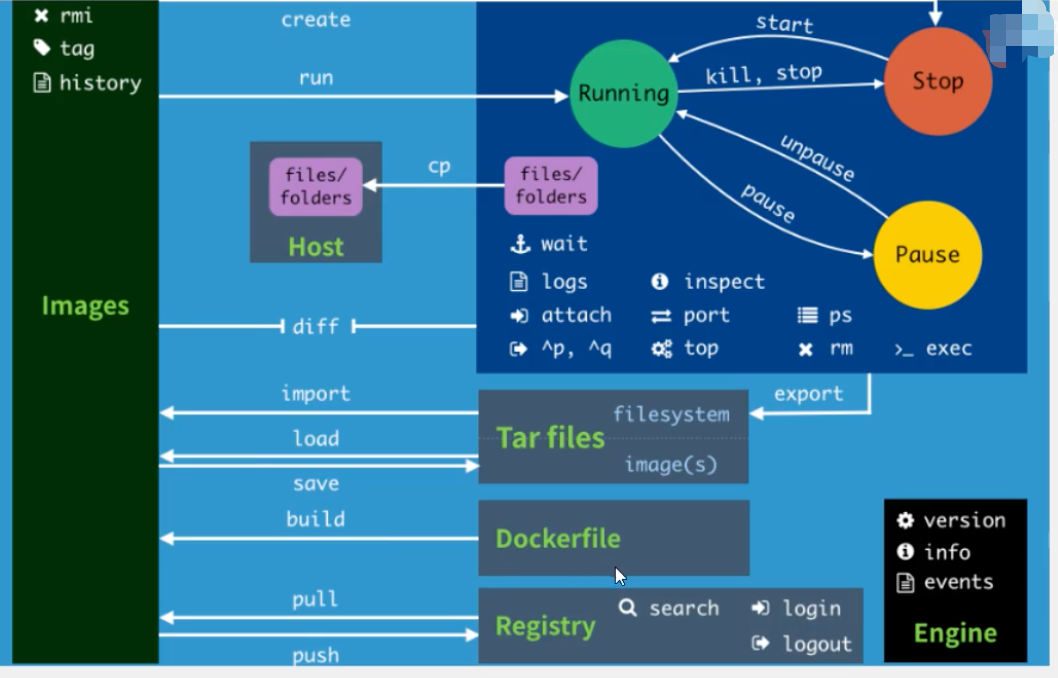 rmi
tag
history
create
run
start
kill, stop
Running
Stop
unpause
pause
Pause
files/
folders
Host
cp
files/
folders
wait
logs
inspect
attach
port
ps
^p, ^q
top
rm
>_ exec
Images
diff
import
load
save
build
pull
push
export
filesystem
Tar files
image(s)
Dockerfile
Registry
search
login
logout
version
info
events
Engine